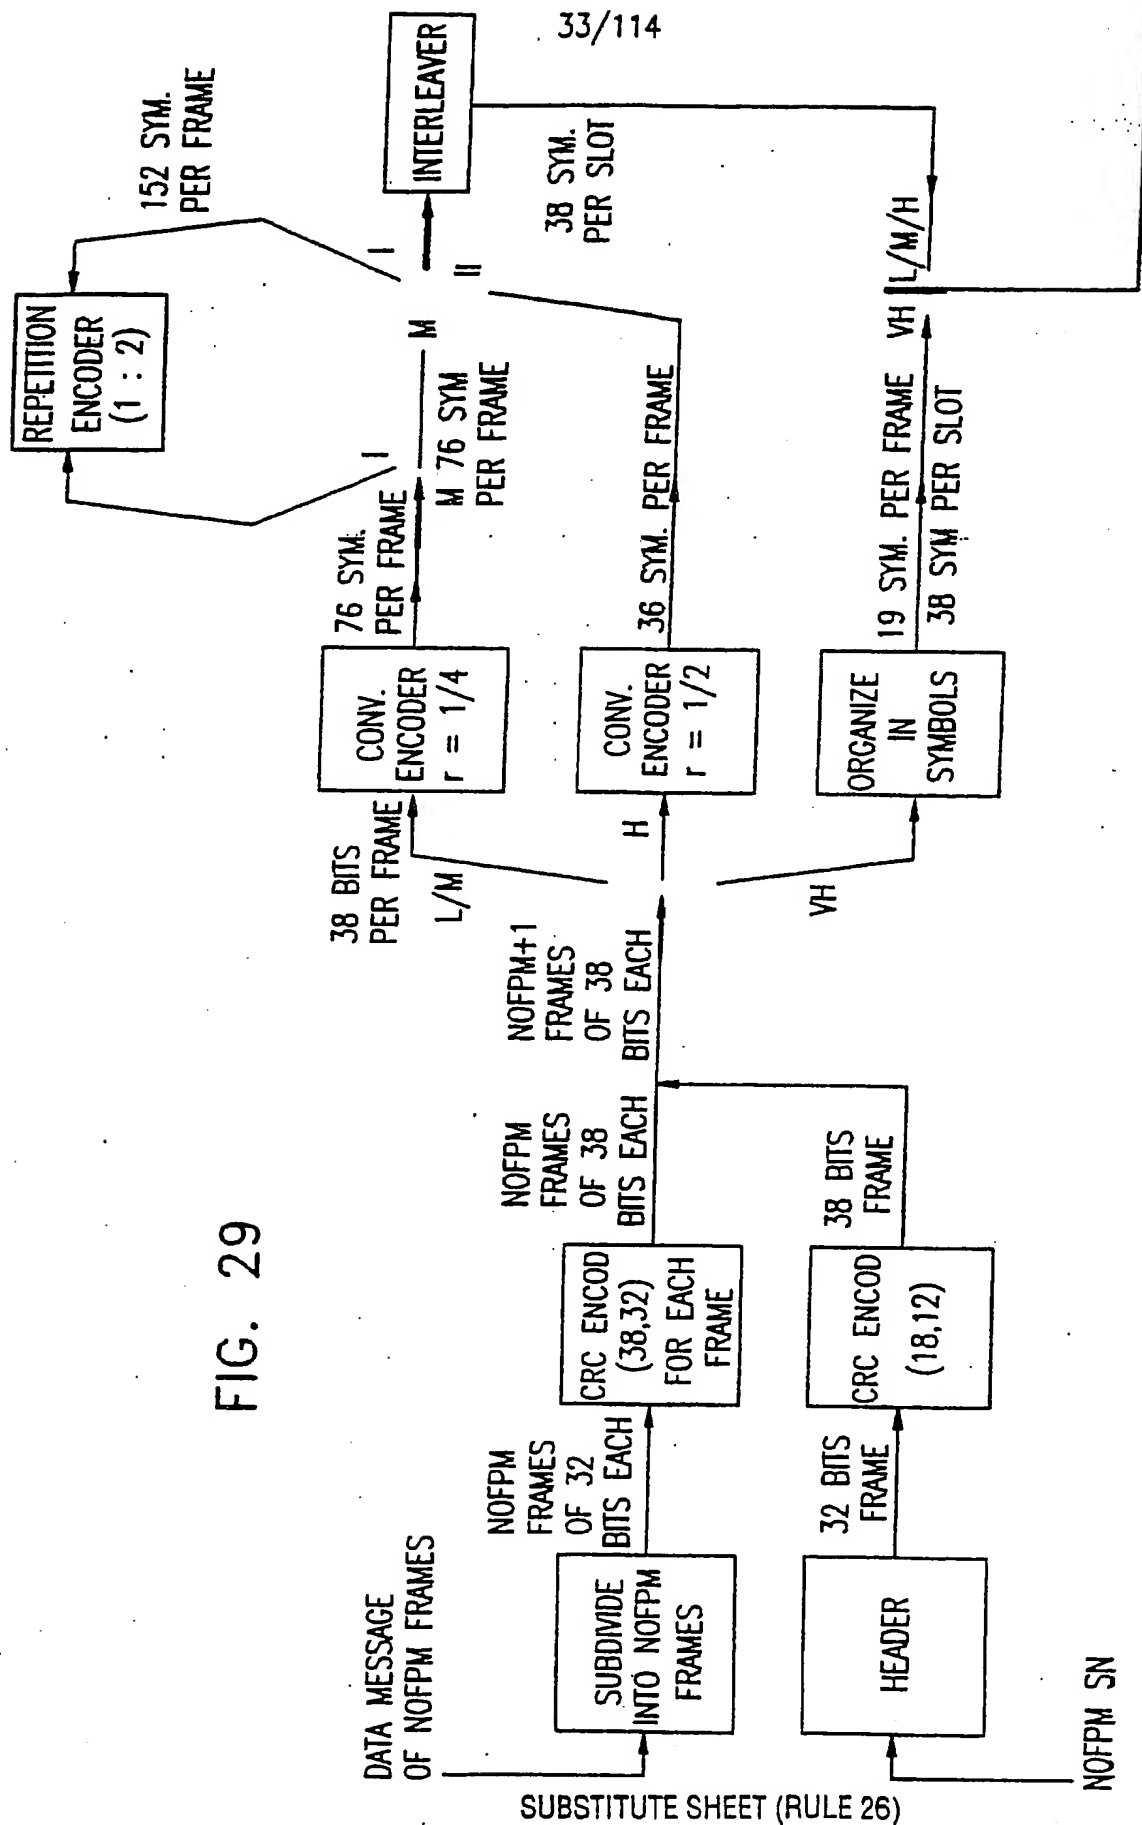 33/114
FIG. 29
DATA MESSAGE
OF NOFPM FRAMES
SUBDIVIDE
INTO NOFPM
FRAMES
NOFPM
FRAMES
OF 32
BITS EACH
CRC ENCOD
(38,32)
FOR EACH
FRAME
NOFPM
FRAMES
OF 38
BITS EACH
NOFPM+1
FRAMES
OF 38
BITS EACH
NOFPM SN
HEADER
32 BITS
FRAME
CRC ENCOD
(18,12)
38 BITS
FRAME
38 BITS
PER FRAME
L/M
H
VH
CONV.
ENCODER
r = 1/4
76 SYM.
PER FRAME
I
M 76 SYM
PER FRAME
M
REPETITION
ENCODER
(1 : 2)
152 SYM.
PER FRAME
I
II
INTERLEAVER
38 SYM.
PER SLOT
CONV.
ENCODER
r = 1/2
36 SYM. PER FRAME
ORGANIZE
IN
SYMBOLS
19 SYM. PER FRAME
38 SYM PER SLOT
VH
L/M/H
SUBSTITUTE SHEET (RULE 26)